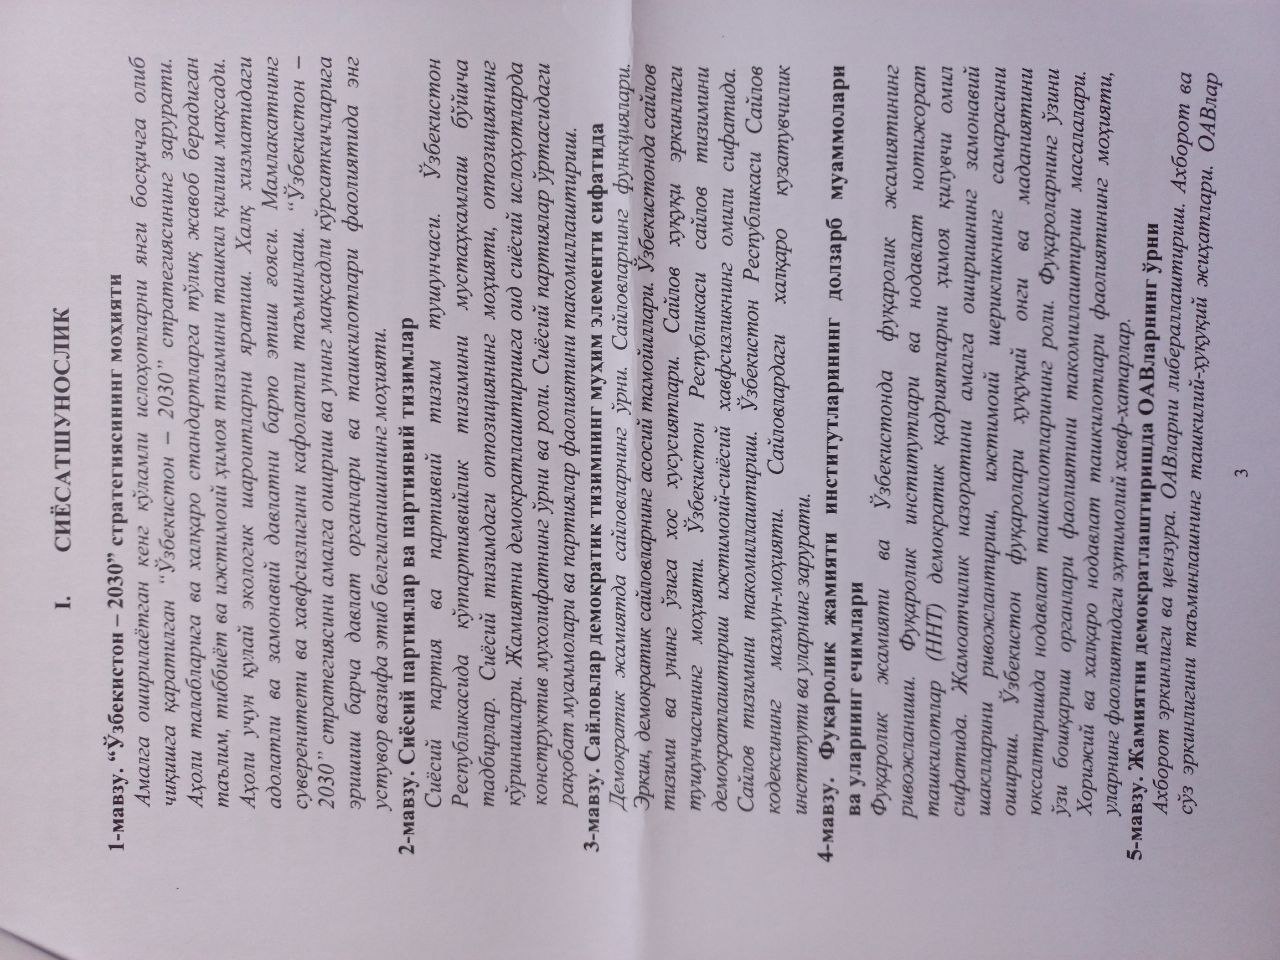 I. СИЁСАТШУНОСЛИК
1-мавзу. “Ўзбекистон – 2030” стратегиясининг моҳияти
Амалга оширилаётган кенг кўламли ислоҳотларни янги босқичга олиб
чиқишга қаратилган “Ўзбекистон – 2030” стратегиясининг зарурати.
Аҳоли талабларига ва халқаро стандартларга тўлиқ жавоб берадиган
таълим, тиббиёт ва ижтимоий ҳимоя тизимини ташкил қилиш мақсади.
Аҳоли учун қулай экологик шароитларни яратиш. Халқ хизматидаги
адолатли ва замонавий давлатни барпо этиш ғояси. Мамлакатнинг
суверенитети ва хавфсизлигини кафолатли таъминлаш. “Ўзбекистон –
2030” стратегиясини амалга ошириш ва унинг мақсадли кўрсаткичларига
эришиш барча давлат органлари ва ташкилотлари фаолиятида энг
устувор вазифа этиб белгиланишининг моҳияти.
2-мавзу. Сиёсий партиялар ва партиявий тизимлар
Сиёсий партия ва партиявий тизим тушунчаси. Ўзбекистон
Республикасида кўппартиявийлик тизимини мустаҳкамлаш бўйича
тадбирлар. Сиёсий тизимдаги оппозициянинг моҳияти, оппозициянинг
кўринишлари. Жамиятни демократлаштиришга оид сиёсий ислоҳотларда
конструктив мухолифатнинг ўрни ва роли. Сиёсий партиялар ўртасидаги
рақобат муаммолари ва партиялар фаолиятини такомиллаштириш.
3-мавзу. Сайловлар демократик тизимнинг муҳим элементи сифатида
Демократик жамиятда сайловларнинг ўрни. Сайловларнинг функциялари.
Эркин, демократик сайловларнинг асосий тамойиллари. Ўзбекистонда сайлов
тизими ва унинг ўзига хос хусусиятлари. Сайлов ҳуқуқи эркинлиги
тушунчасининг моҳияти. Ўзбекистон Республикаси сайлов тизимини
демократлаштириш ижтимоий-сиёсий хавфсизликнинг омили сифатида.
Сайлов тизимини такомиллаштириш. Ўзбекистон Республикаси Сайлов
кодексининг мазмун-моҳияти. Сайловлардаги халқаро кузатувчилик
институти ва уларнинг зарурати.
4-мавзу. Фуқаролик жамияти институтларининг долзарб муаммолари
ва уларнинг ечимлари
Фуқаролик жамияти ва Ўзбекистонда фуқаролик жамиятининг
ривожланиши. Фуқаролик институтлари ва нодавлат нотижорат
ташкилотлар (ННТ) демократик қадриятларни ҳимоя қилувчи омил
сифатида. Жамоатчилик назоратини амалга оширишнинг замонавий
шаклларини ривожлантириш, ижтимоий шерикликнинг самарасини
ошириш. Ўзбекистон фуқаролари ҳуқуқий онги ва маданиятини
юксалтиришда нодавлат ташкилотларининг роли. Фуқароларнинг ўзини
ўзи бошқариш органлари фаолиятини такомиллаштириш масалалари.
Хорижий ва халқаро нодавлат ташкилотлари фаолиятининг моҳияти,
уларнинг фаолиятидаги эҳтимолий хавф-хатарлар.
5-мавзу. Жамиятни демократлаштиришда ОАВларнинг ўрни
Ахборот эркинлиги ва цензура. ОАВларни либераллаштириш. Ахборот ва
сўз эркинлигини таъминлашнинг ташкилий-ҳуқуқий жиҳатлари. ОАВлар
3